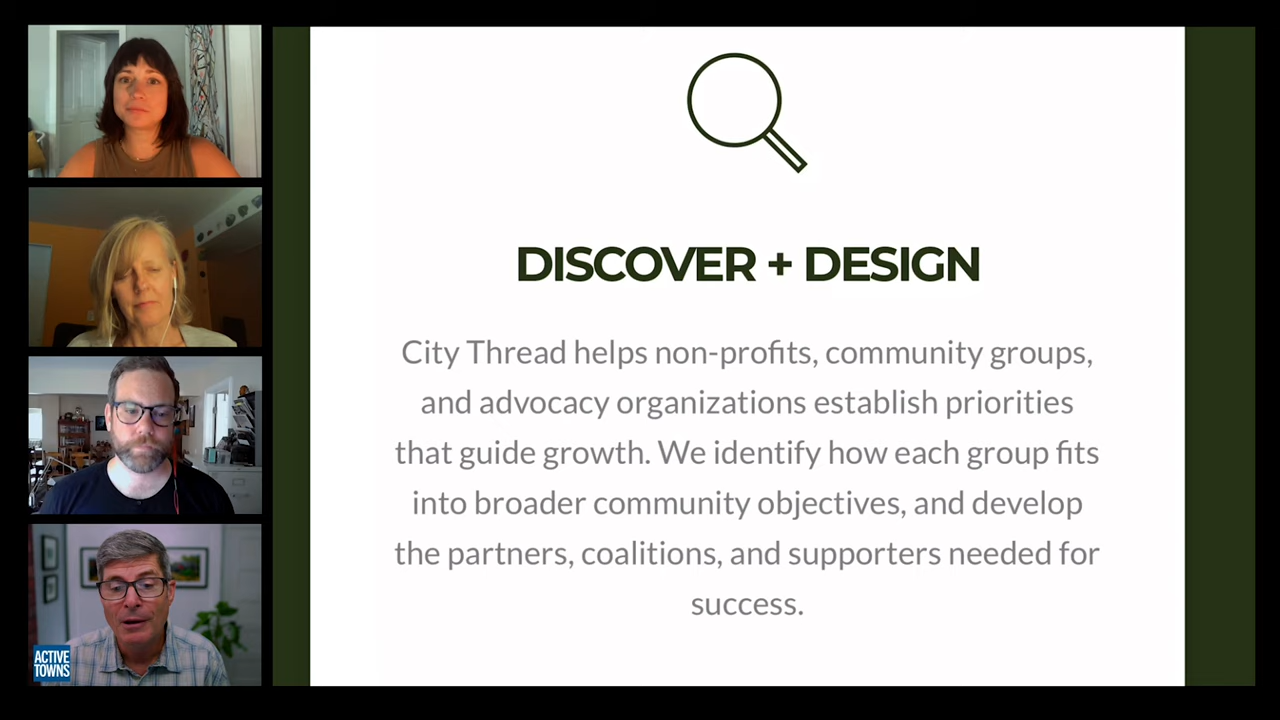 DISCOVER + DESIGN
City Thread helps non-profits, community groups,
and advocacy organizations establish priorities
that guide growth. We identify how each group fits
into broader community objectives, and develop
the partners, coalitions, and supporters needed for
success.
ACTIVE
TOWNS